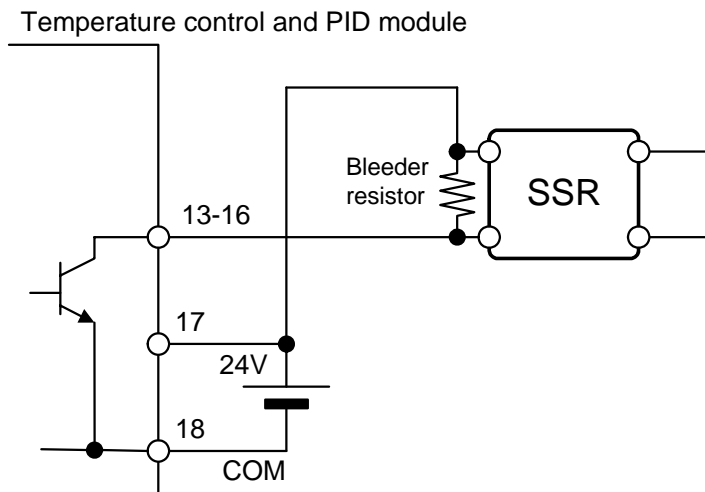 Temperature control and PID module
Bleeder
resistor
SSR
13-16
17
24V
18
COM